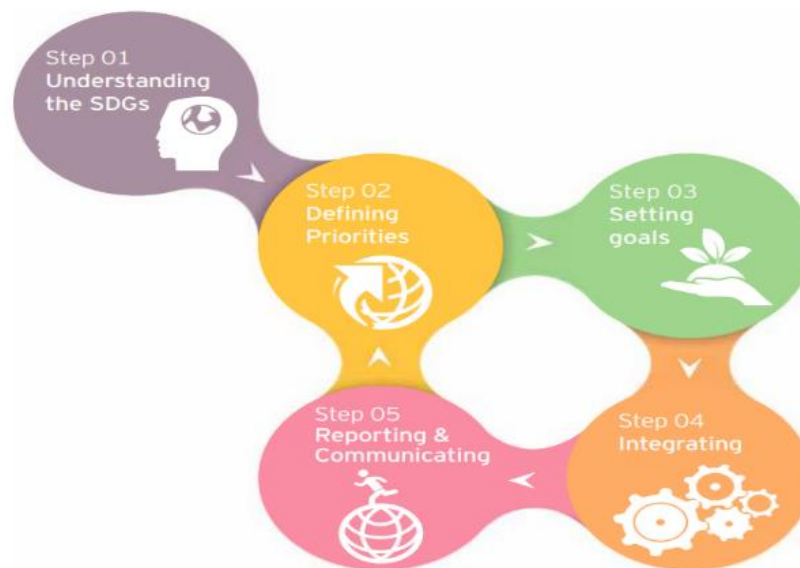 Step 01
Understanding
the SDGs
Step 02
Defining
Priorities
Step 03
Setting
goals
Step 04
Integrating
Step 05
Reporting &
Communicating